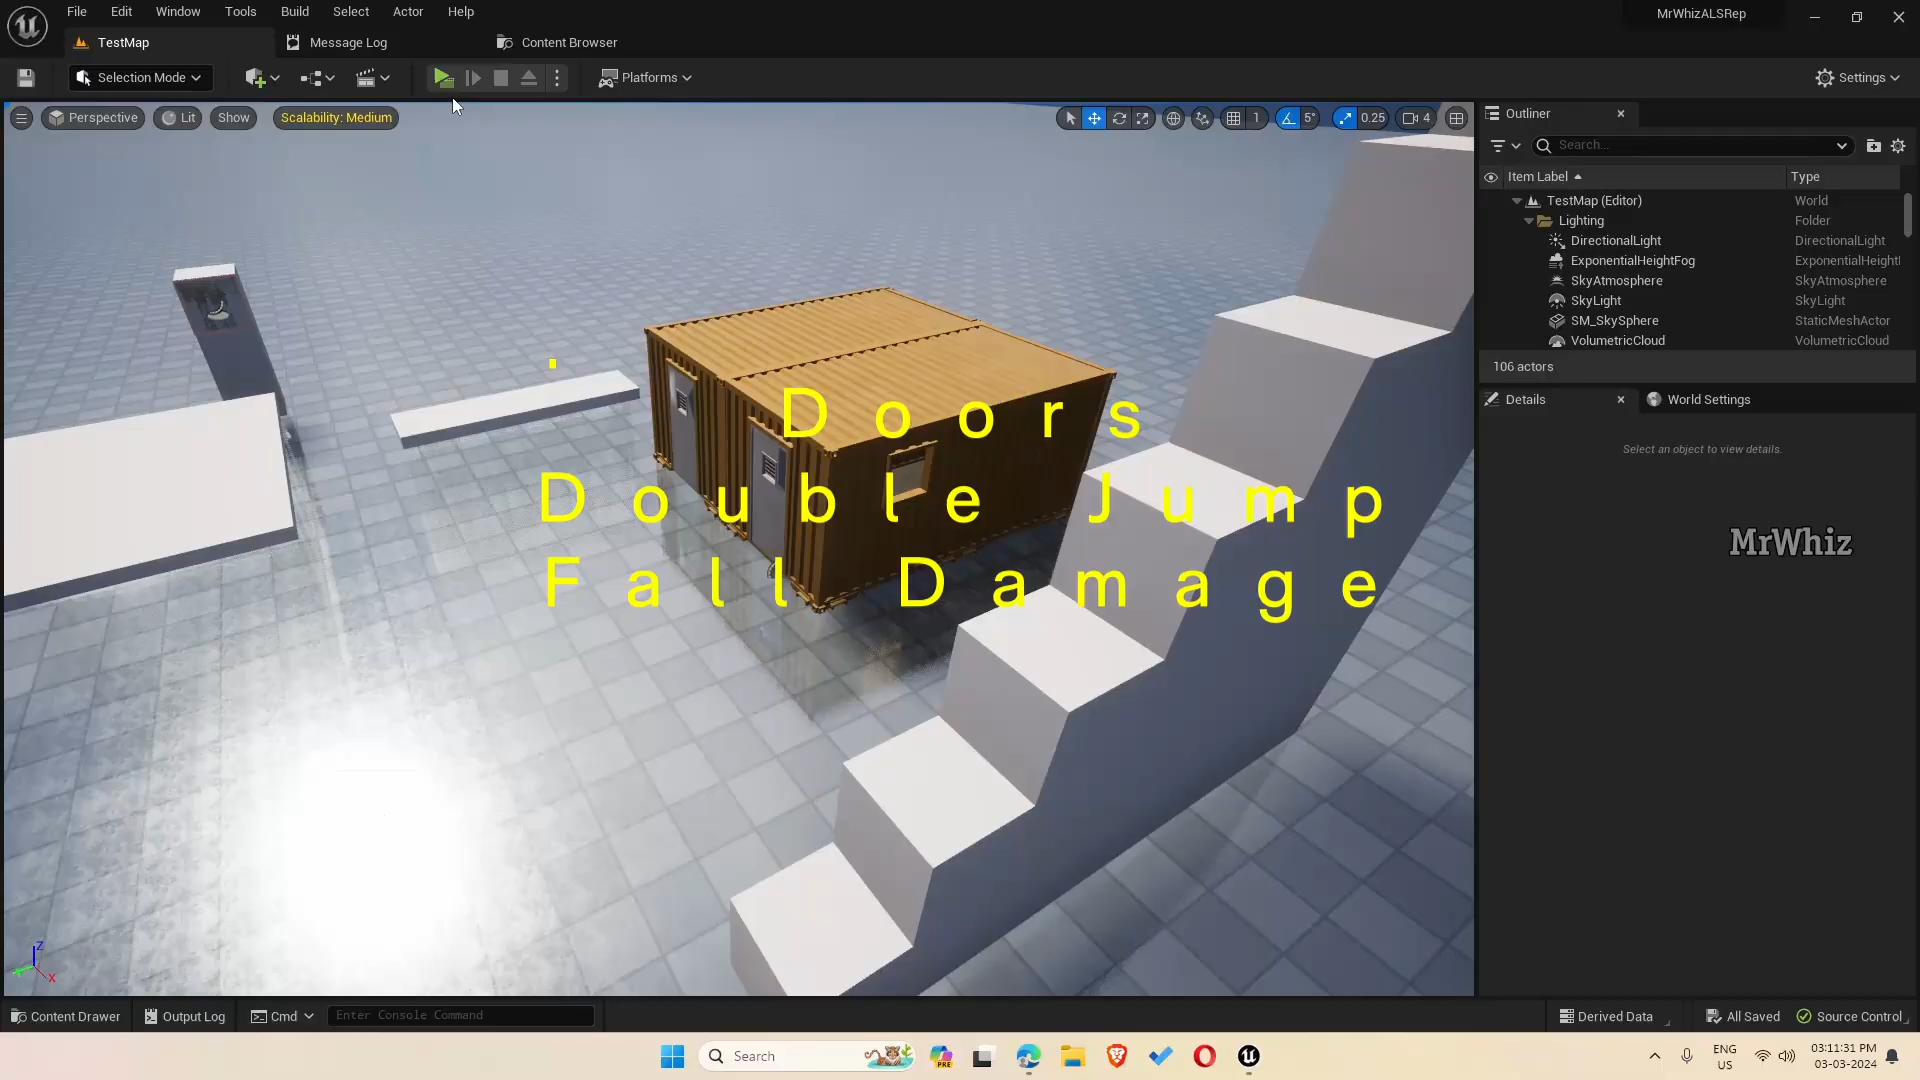 File Edit Window Tools Build Select Actor Help
MrWhizALSRep
TestMap
Message Log
Content Browser
Selection Mode
Platforms
Settings
Perspective
Lit
Show
Scalability: Medium
1
5°
0.25
4
Outliner
Search...
Item Label
Type
TestMap (Editor) World
Lighting Folder
DirectionalLight DirectionalLight
ExponentialHeightFog ExponentialHeightI
SkyAtmosphere SkyAtmosphere
SkyLight SkyLight
SM_SkySphere StaticMeshActor
VolumetricCloud VolumetricCloud
106 actors
Details
World Settings
Select an object to view details.
.
Doors
Double Jump
Fall Damage
MrWhiz
Z
X
Content Drawer
Output Log
Cmd
Enter Console Command
Derived Data
All Saved
Source Control
Search
PRE
ENG
US
03:11:31 PM
03-03-2024